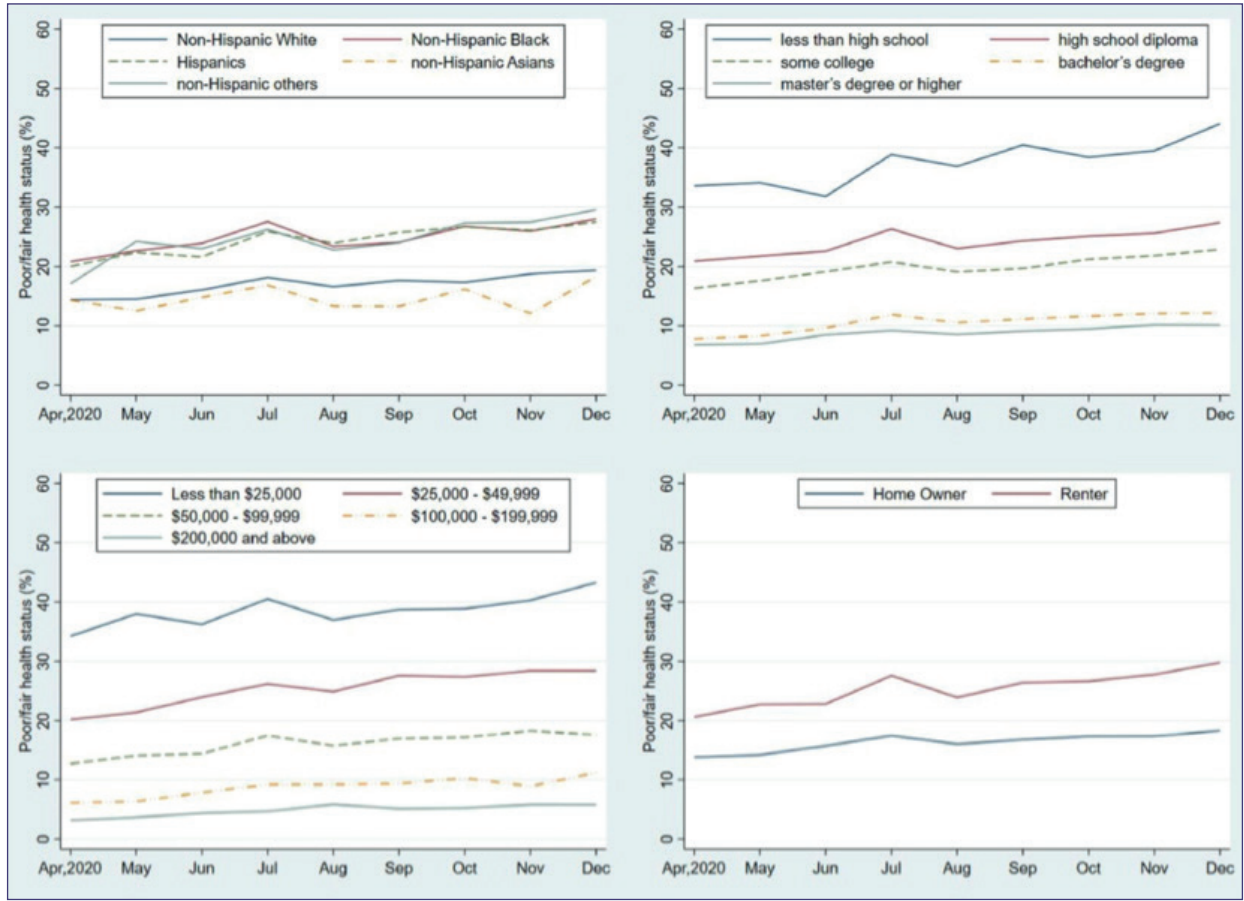 Poor/fair health status (%)
60
50
40
30
20
10
0
Non-Hispanic White
Non-Hispanic Black
Hispanics
non-Hispanic Asians
non-Hispanic others
Apr,2020 May Jun Jul Aug Sep Oct Nov Dec
Poor/fair health status (%)
60
50
40
30
20
10
0
less than high school
high school diploma
some college
bachelor's degree
master's degree or higher
Apr,2020 May Jun Jul Aug Sep Oct Nov Dec
Poor/fair health status (%)
60
50
40
30
20
10
0
Less than $25,000
$25,000 - $49,999
$50,000 - $99,999
$100,000 - $199,999
$200,000 and above
Apr,2020 May Jun Jul Aug Sep Oct Nov Dec
Poor/fair health status (%)
60
50
40
30
20
10
0
Home Owner
Renter
Apr,2020 May Jun Jul Aug Sep Oct Nov Dec